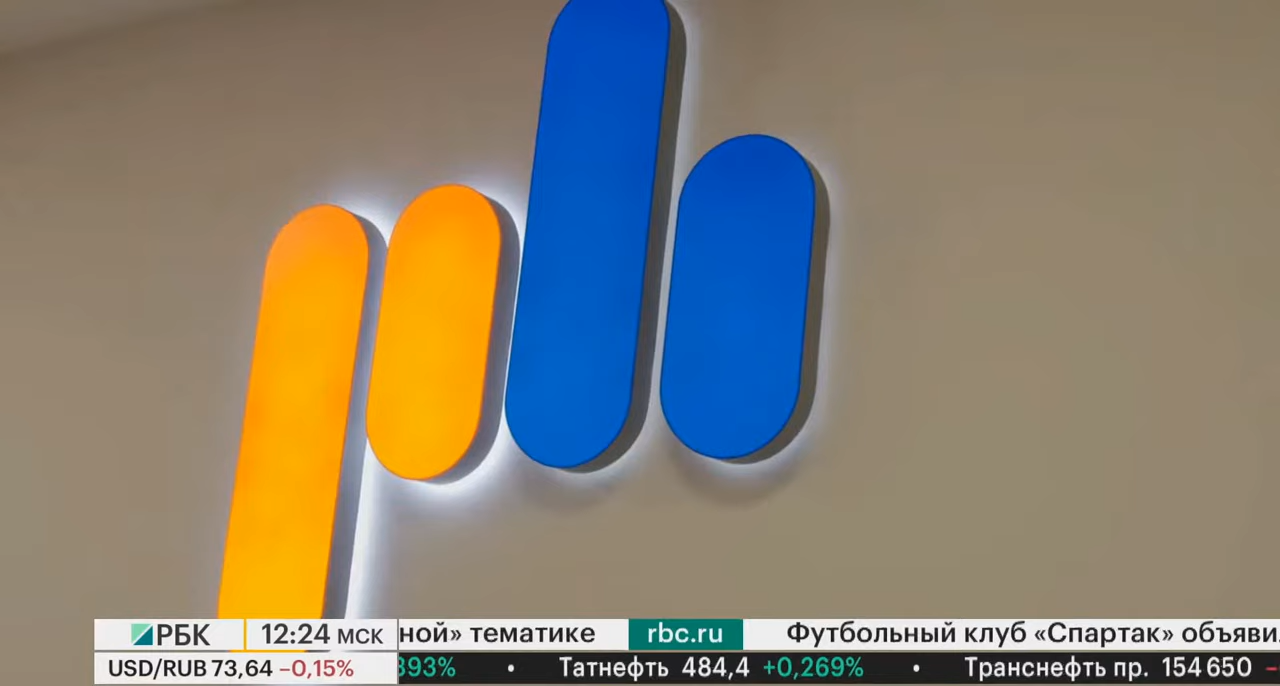 РБК 12:24 МСК ной» тематике rbc.ru Футбольный клуб «Спартак»
USD/RUB 73,64 −0,15% 393% • Татнефть 484,4 +0,269% • Транснефть пр. 154 650